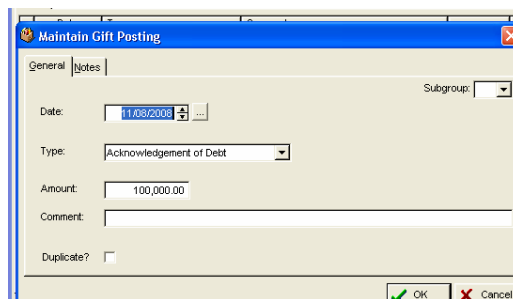 Maintain Gift Posting
General Notes
Subgroup:
Date: 11/08/2008 ...
Type: Acknowledgement of Debt
Amount: 100,000.00
Comment:
Duplicate?
OK Cancel